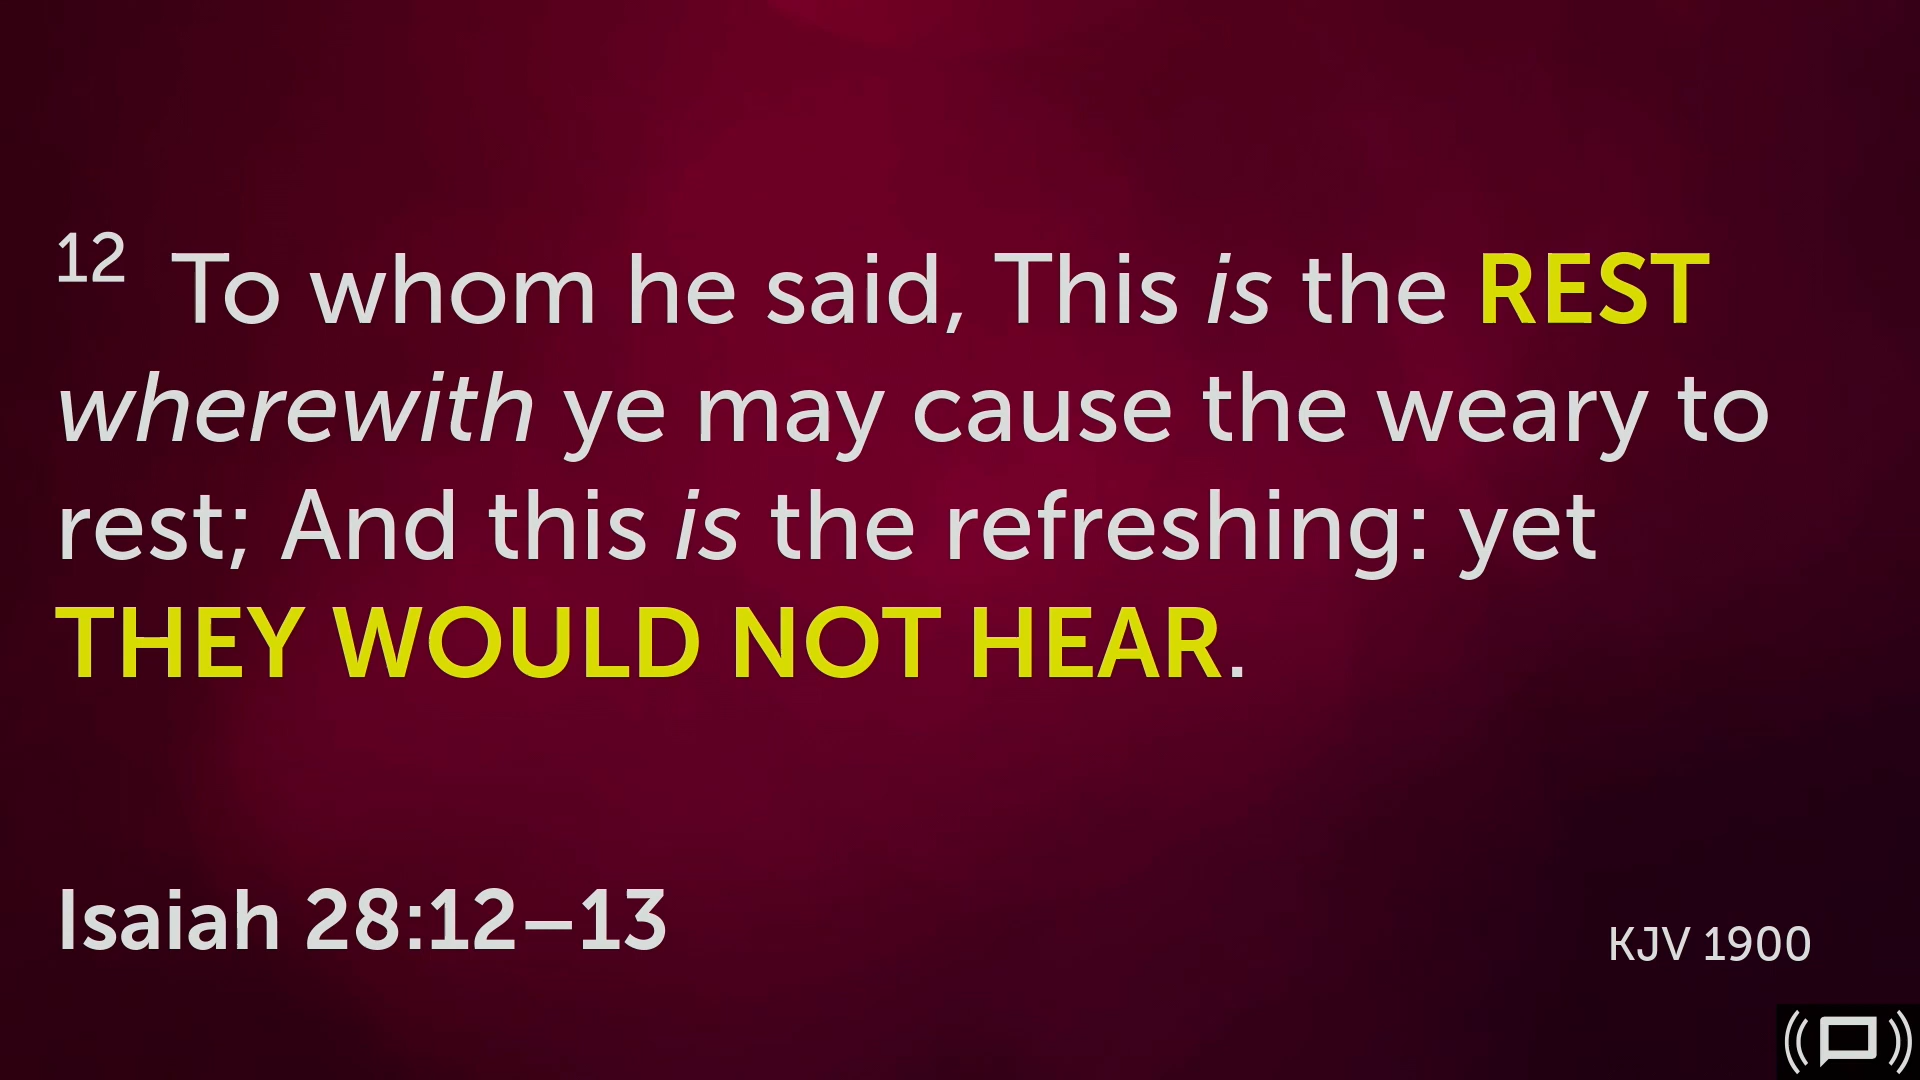 12 To whom he said, This is the REST
wherewith ye may cause the weary to
rest; And this is the refreshing: yet
THEY WOULD NOT HEAR.
Isaiah 28:12–13
KJV 1900